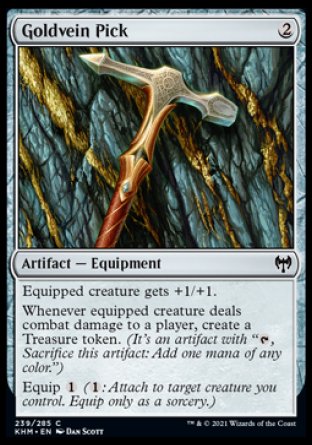 Goldvein Pick 2
Artifact — Equipment
Equipped creature gets +1/+1.
Whenever equipped creature deals
combat damage to a player, create a
Treasure token. (It's an artifact with “,
Sacrifice this artifact: Add one mana of any
color.”)
Equip 1 (1: Attach to target creature
you control. Equip only as a sorcery.)
239/285 C
KHM • EN DAN SCOTT
™ & © 2021 Wizards of the Coast